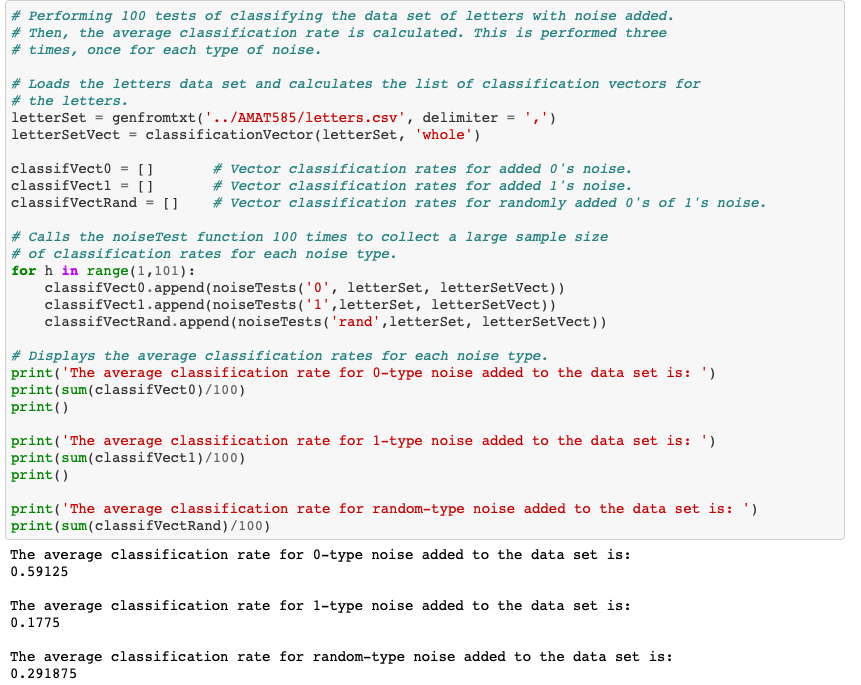 # Performing 100 tests of classifying the data set of letters with noise added.
# Then, the average classification rate is calculated. This is performed three
# times, once for each type of noise.
# Loads the letters data set and calculates the list of classification vectors for
# the letters.
letterSet = genfromtxt('../AMAT585/letters.csv', delimiter = ',')
letterSetVect = classificationVector(letterSet, 'whole')
classifVect0 = []       # Vector classification rates for added 0's noise.
classifVect1 = []       # Vector classification rates for added 1's noise.
classifVectRand = []    # Vector classification rates for randomly added 0's of 1's noise.
# Calls the noiseTest function 100 times to collect a large sample size
# of classification rates for each noise type.
for h in range(1,101):
    classifVect0.append(noiseTests('0', letterSet, letterSetVect))
    classifVect1.append(noiseTests('1',letterSet, letterSetVect))
    classifVectRand.append(noiseTests('rand',letterSet, letterSetVect))
# Displays the average classification rates for each noise type.
print('The average classification rate for 0-type noise added to the data set is: ')
print(sum(classifVect0)/100)
print()
print('The average classification rate for 1-type noise added to the data set is: ')
print(sum(classifVect1)/100)
print()
print('The average classification rate for random-type noise added to the data set is: ')
print(sum(classifVectRand)/100)
The average classification rate for 0-type noise added to the data set is:
0.59125
The average classification rate for 1-type noise added to the data set is:
0.1775
The average classification rate for random-type noise added to the data set is:
0.291875